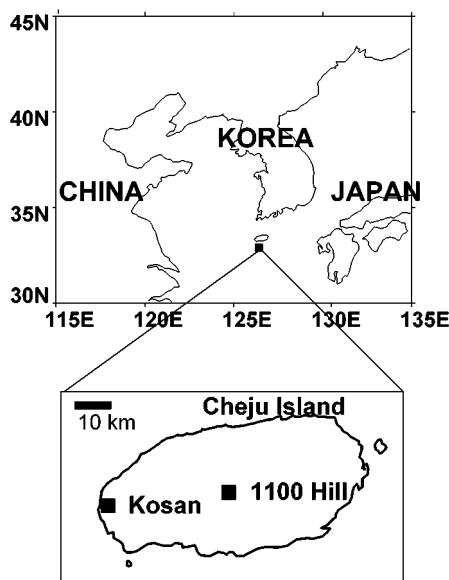 45N
40N
KOREA
CHINA
JAPAN
35N
30N
115E 120E 125E 130E 135E
Cheju Island
10 km
1100 Hill
Kosan